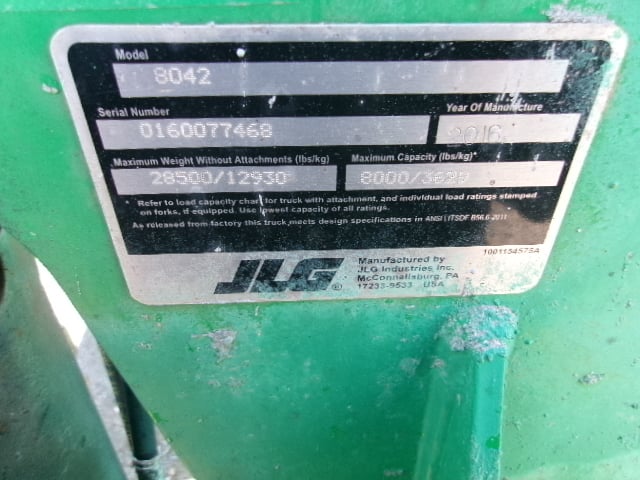 Model
8042
Serial Number
Year Of Manufacture
0160077468
2016
Maximum Weight Without Attachments (lbs/kg)
Maximum Capacity (lbs/kg)*
28500/12930
8000/3629
* Refer to load capacity chart for truck with attachment, and individual load ratings stamped
on forks, if equipped. Use lowest capacity of all ratings.
As released from factory this truck meets design specifications in ANSI / ITSDF B56.6-2011
1001154575A
JLG®
Manufactured by
JLG Industries Inc.
McConnellsburg, PA
17233-9533 USA